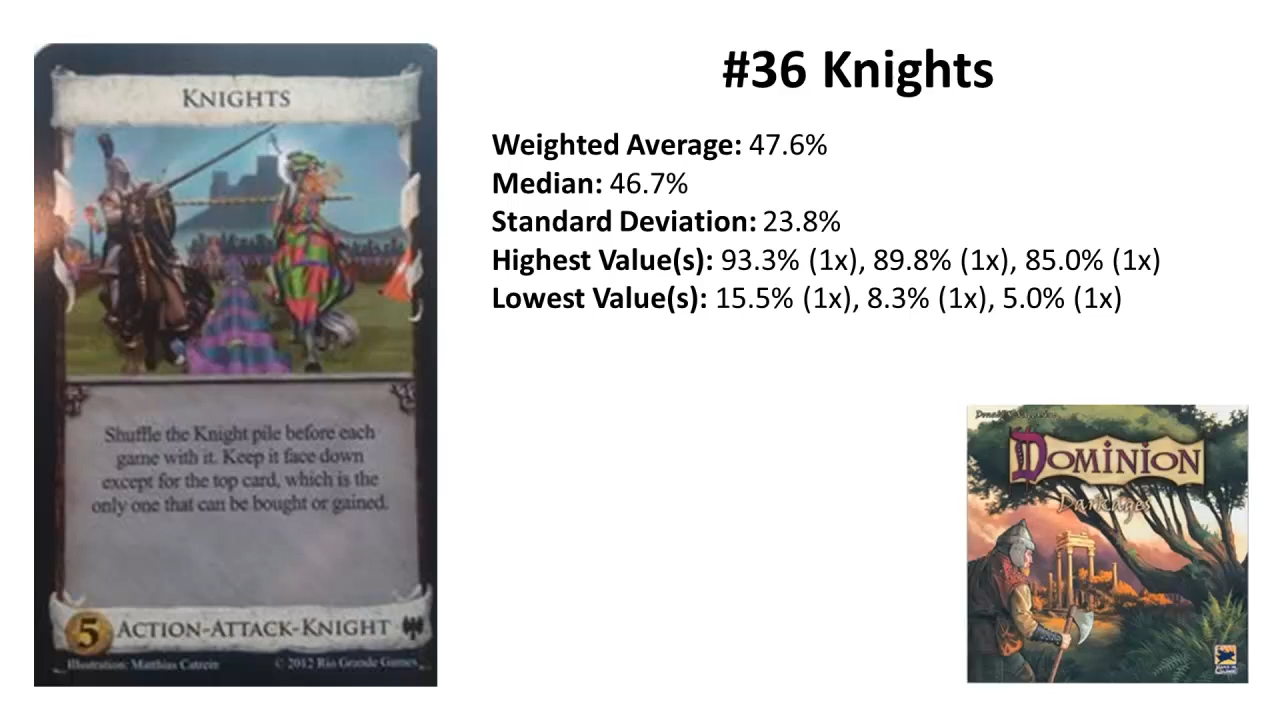 KNIGHTS
Shuffle the Knight pile before each
game with it. Keep it face down
except for the top card, which is the
only one that can be bought or gained.
5 ACTION-ATTACK-KNIGHT
Illustration: Matthias Catrein © 2012 Rio Grande Games
#36 Knights
Weighted Average: 47.6%
Median: 46.7%
Standard Deviation: 23.8%
Highest Value(s): 93.3% (1x), 89.8% (1x), 85.0% (1x)
Lowest Value(s): 15.5% (1x), 8.3% (1x), 5.0% (1x)
DOMINION
Dark Ages